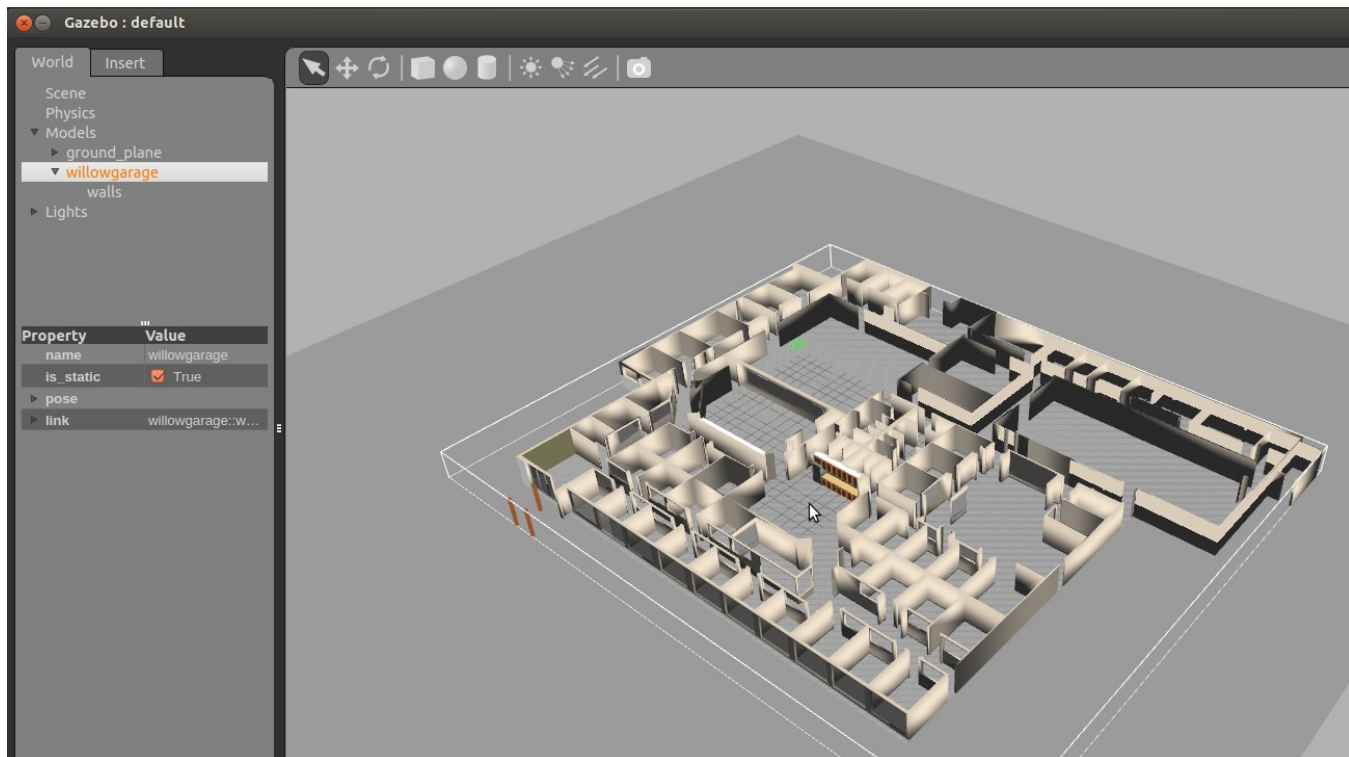 Gazebo : default
World Insert
Scene
Physics
Models
ground_plane
willowgarage
walls
Lights
Property Value
name willowgarage
is_static True
pose
link willowgarage::w...